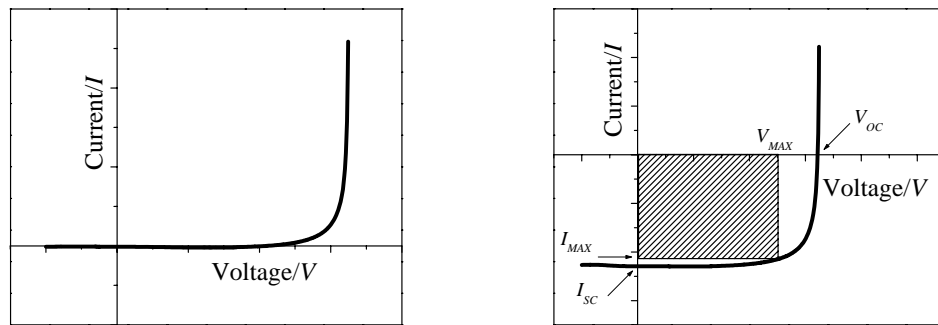 Current/I
Voltage/V
Current/I
V_OC
V_MAX
Voltage/V
I_MAX
I_SC